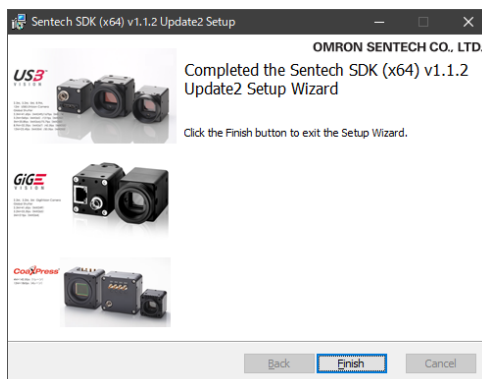 Sentech SDK (x64) v1.1.2 Update2 Setup
OMRON SENTECH CO., LTD.
USB3
VISION
Completed the Sentech SDK (x64) v1.1.2
Update2 Setup Wizard
Click the Finish button to exit the Setup Wizard.
GiGE
VISION
CoaXPress
Back
Finish
Cancel